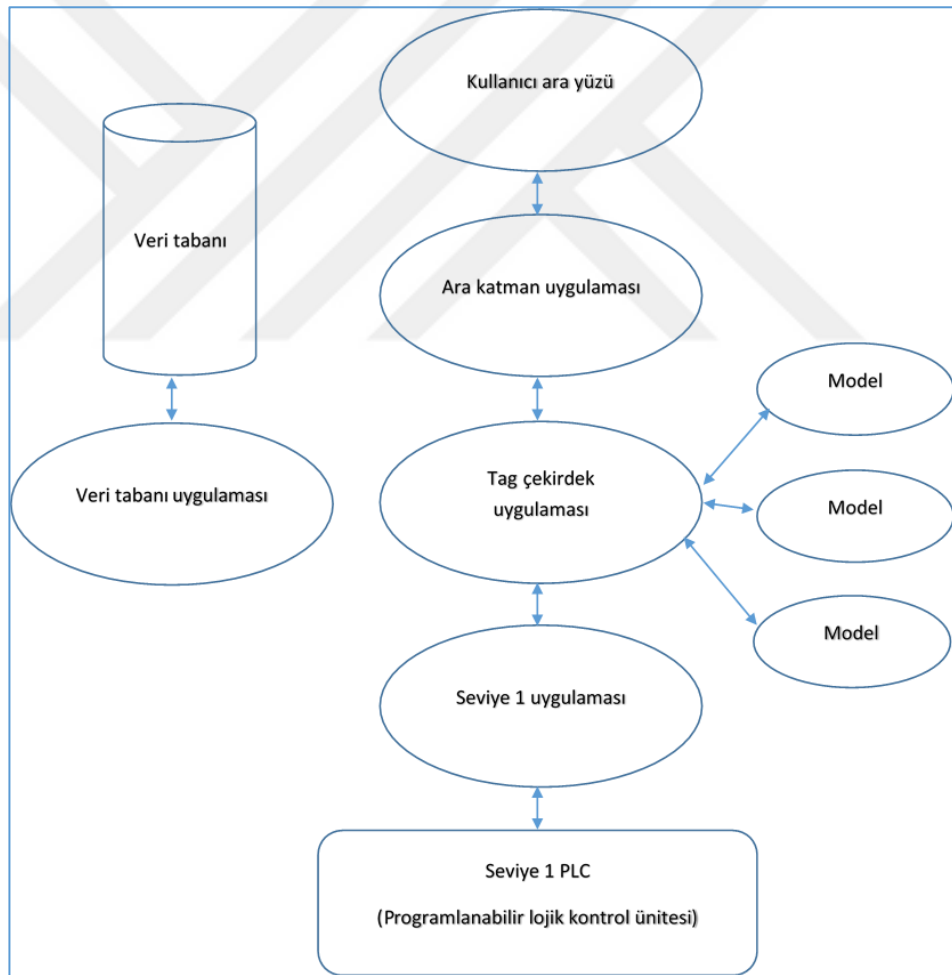 Kullanıcı ara yüzü
Veri tabanı
Ara katman uygulaması
Model
Veri tabanı uygulaması
Tag çekirdek
uygulaması
Model
Model
Seviye 1 uygulaması
Seviye 1 PLC
(Programlanabilir lojik kontrol ünitesi)